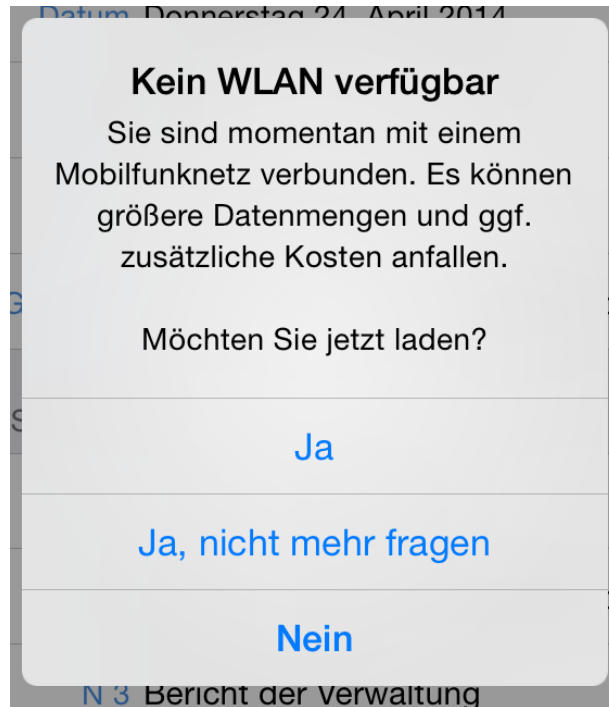 Datum Donnerstag 24. April 2014
Kein WLAN verfügbar
Sie sind momentan mit einem
Mobilfunknetz verbunden. Es können
größere Datenmengen und ggf.
zusätzliche Kosten anfallen.
Möchten Sie jetzt laden?
Ja
Ja, nicht mehr fragen
Nein
N 3 Bericht der Verwaltung